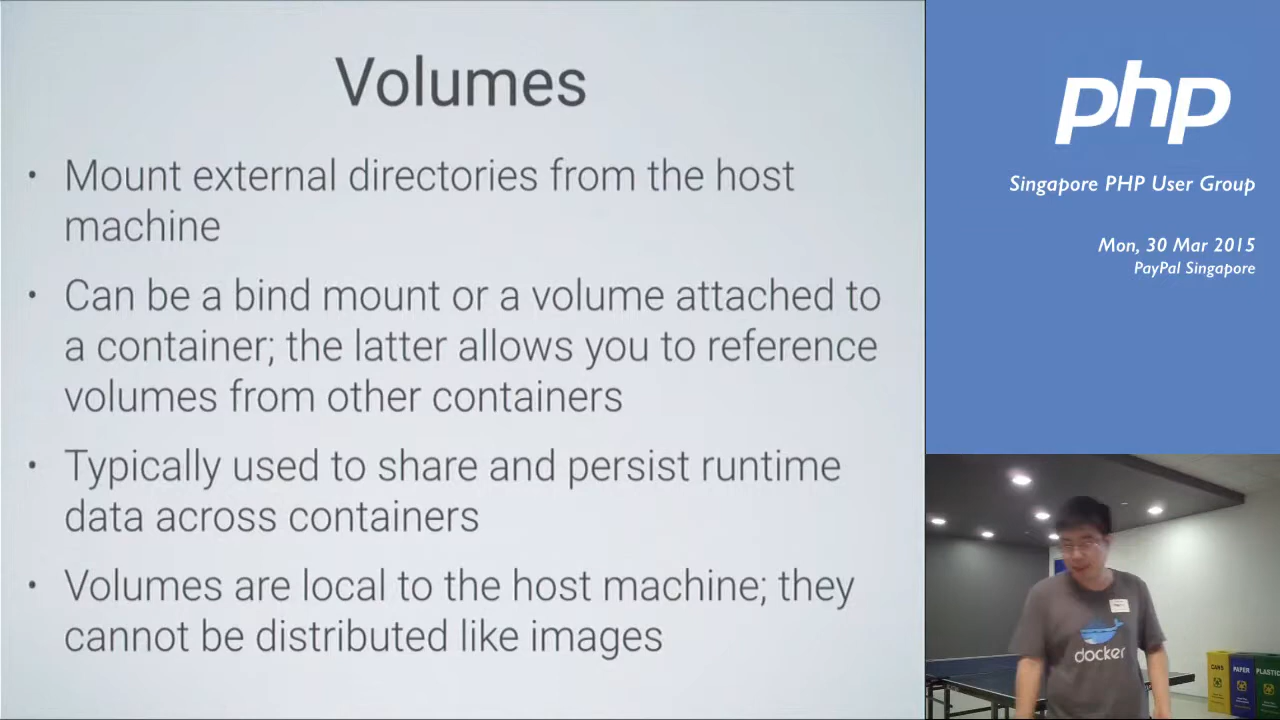 Volumes
• Mount external directories from the host
machine
• Can be a bind mount or a volume attached to
a container; the latter allows you to reference
volumes from other containers
• Typically used to share and persist runtime
data across containers
• Volumes are local to the host machine; they
cannot be distributed like images
php
Singapore PHP User Group
Mon, 30 Mar 2015
PayPal Singapore
docker
CANS
PAPER
PLASTIC